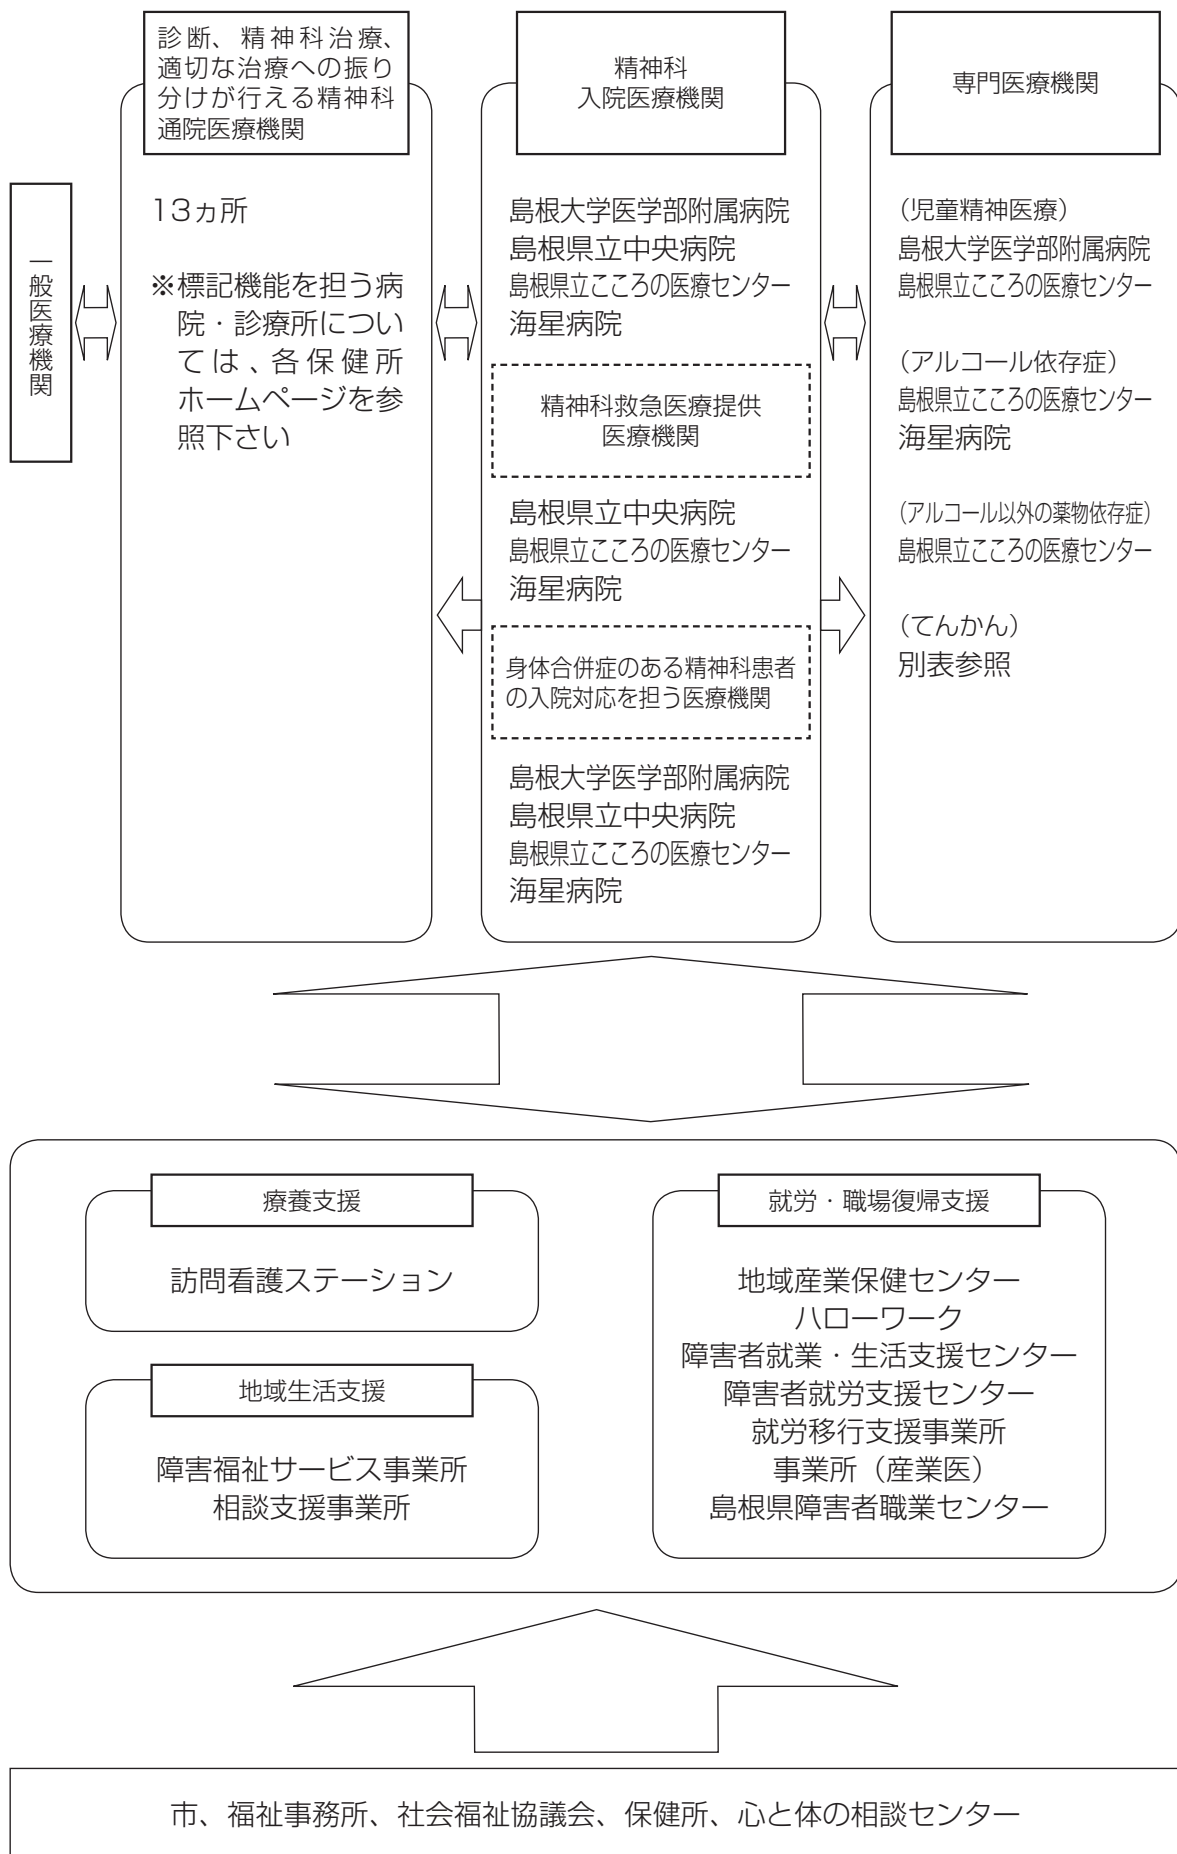 一般医療機関
診断、精神科治療、
適切な治療への振り
分けが行える精神科
通院医療機関
13ヵ所
※標記機能を担う病
院・診療所につい
ては、各保健所
ホームページを参
照下さい
精神科
入院医療機関
島根大学医学部附属病院
島根県立中央病院
島根県立こころの医療センター
海星病院
精神科救急医療提供
医療機関
島根県立中央病院
島根県立こころの医療センター
海星病院
身体合併症のある精神科患者
の入院対応を担う医療機関
島根大学医学部附属病院
島根県立中央病院
島根県立こころの医療センター
海星病院
専門医療機関
(児童精神医療)
島根大学医学部附属病院
島根県立こころの医療センター
(アルコール依存症)
島根県立こころの医療センター
海星病院
(アルコール以外の薬物依存症)
島根県立こころの医療センター
(てんかん)
別表参照
療養支援
訪問看護ステーション
地域生活支援
障害福祉サービス事業所
相談支援事業所
就労・職場復帰支援
地域産業保健センター
ハローワーク
障害者就業・生活支援センター
障害者就労支援センター
就労移行支援事業所
事業所（産業医）
島根県障害者職業センター
市、福祉事務所、社会福祉協議会、保健所、心と体の相談センター